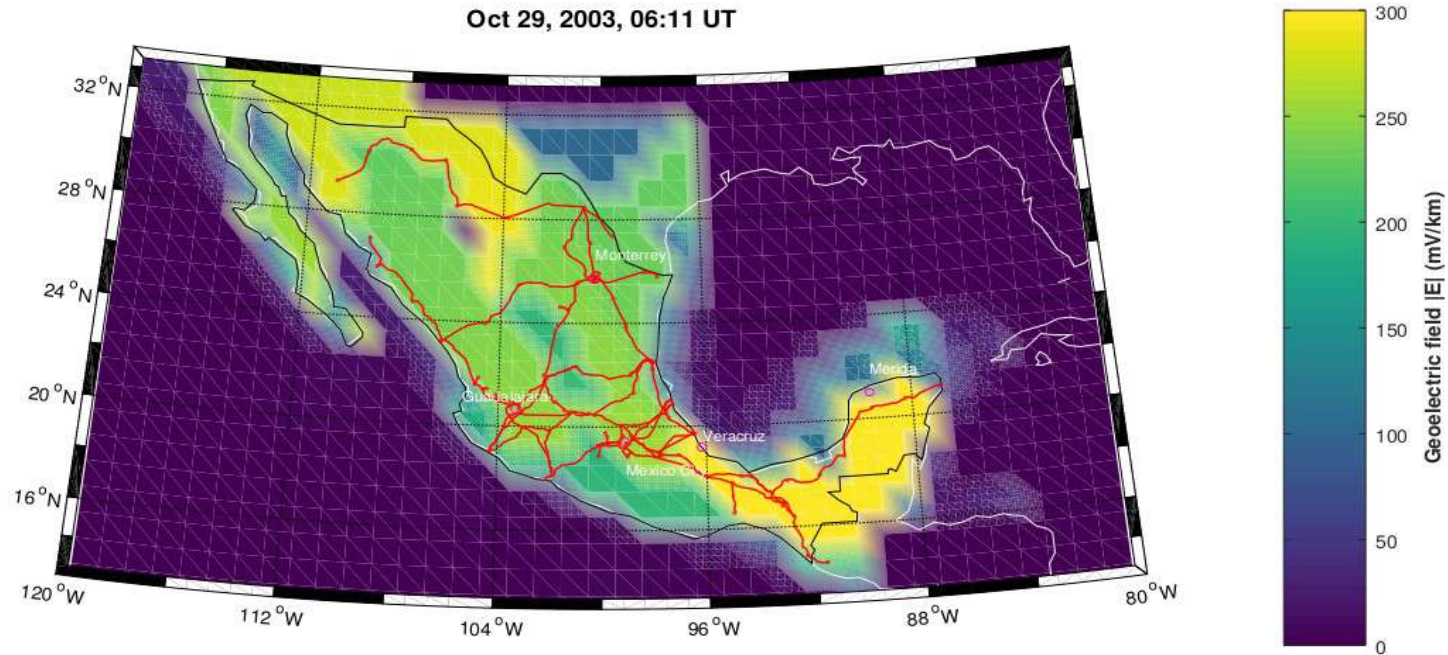 Oct 29, 2003, 06:11 UT
32 °N
28 °N
24 °N
20 °N
16 °N
120 °W
112 °W
104 °W
96 °W
88 °W
80 °W
Monterrey
Guadalajara
Mexico C
Veracruz
Merida
300
250
200
150
100
50
0
Geoelectric field |E| (mV/km)